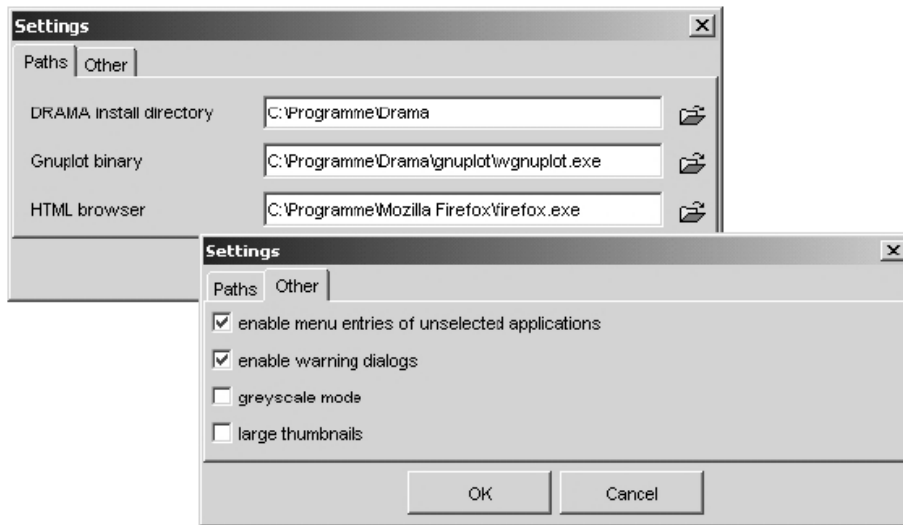 Settings
Paths Other
DRAMA install directory C:\Programme\Drama
Gnuplot binary C:\Programme\Drama\gnuplot\wgnuplot.exe
HTML browser C:\Programme\Mozilla Firefox\firefox.exe
Settings
Paths Other
enable menu entries of unselected applications
enable warning dialogs
greyscale mode
large thumbnails
OK Cancel